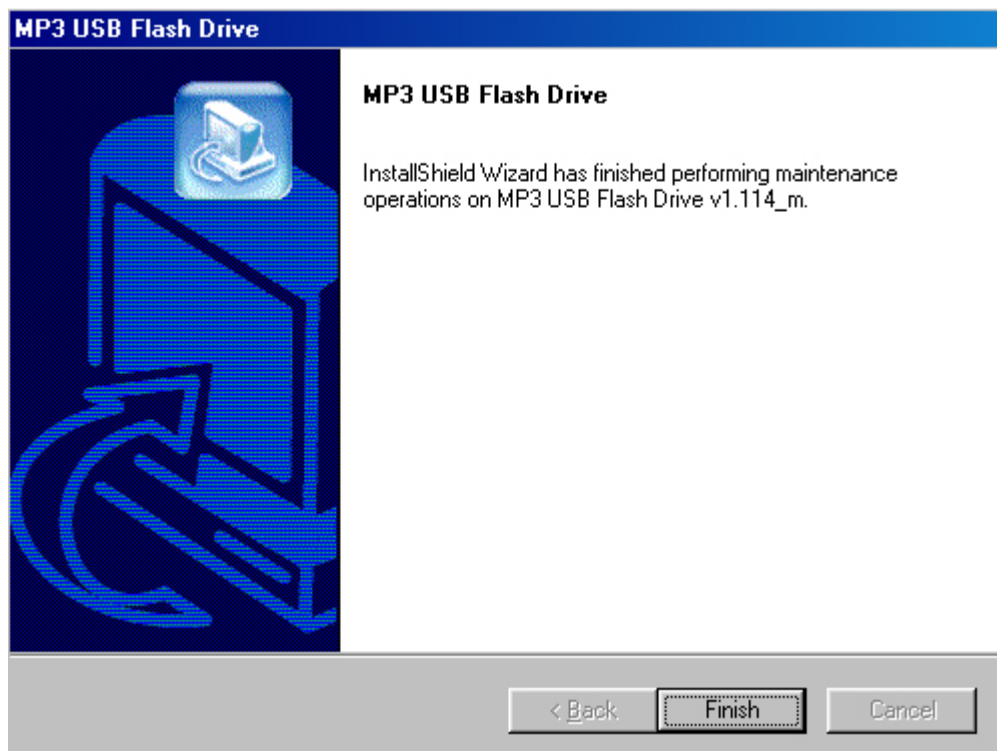 MP3 USB Flash Drive
MP3 USB Flash Drive
InstallShield Wizard has finished performing maintenance
operations on MP3 USB Flash Drive v1.114_m.
< Back Finish Cancel